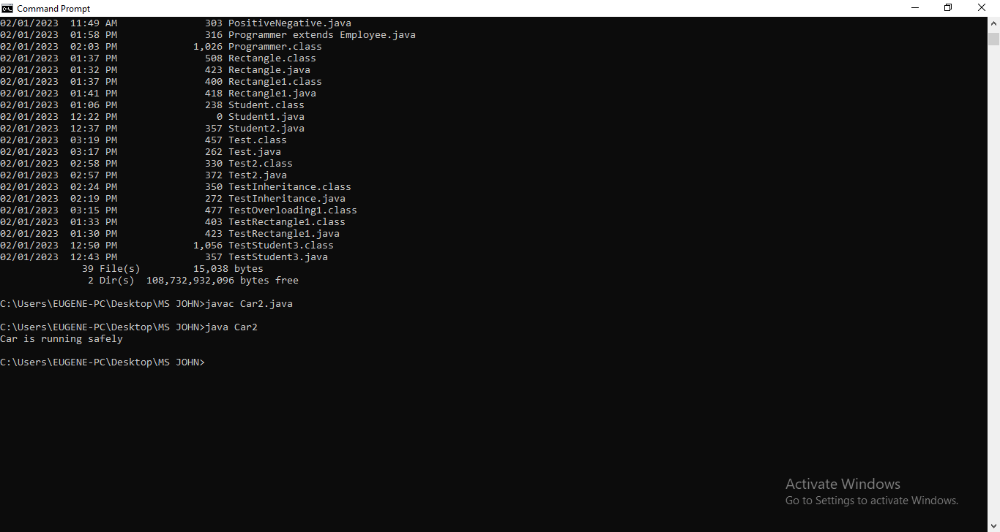 Command Prompt
02/01/2023  11:49 AM               303 PositiveNegative.java
02/01/2023  01:58 PM               316 Programmer extends Employee.java
02/01/2023  02:03 PM             1,026 Programmer.class
02/01/2023  01:37 PM               508 Rectangle.class
02/01/2023  01:32 PM               423 Rectangle.java
02/01/2023  01:37 PM               400 Rectangle1.class
02/01/2023  01:41 PM               418 Rectangle1.java
02/01/2023  01:06 PM               238 Student.class
02/01/2023  12:22 PM                 0 Student1.java
02/01/2023  12:37 PM               357 Student2.java
02/01/2023  03:19 PM               457 Test.class
02/01/2023  03:17 PM               262 Test.java
02/01/2023  02:58 PM               330 Test2.class
02/01/2023  02:57 PM               372 Test2.java
02/01/2023  02:24 PM               350 TestInheritance.class
02/01/2023  02:19 PM               272 TestInheritance.java
02/01/2023  03:15 PM               477 TestOverloading1.class
02/01/2023  01:33 PM               403 TestRectangle1.class
02/01/2023  01:30 PM               423 TestRectangle1.java
02/01/2023  12:50 PM             1,056 TestStudent3.class
02/01/2023  12:43 PM               357 TestStudent3.java
39 File(s)         15,038 bytes
2 Dir(s)  108,732,932,096 bytes free
C:\Users\EUGENE-PC\Desktop\MS JOHN>javac Car2.java
C:\Users\EUGENE-PC\Desktop\MS JOHN>java Car2
Car is running safely
C:\Users\EUGENE-PC\Desktop\MS JOHN>
Activate Windows
Go to Settings to activate Windows.